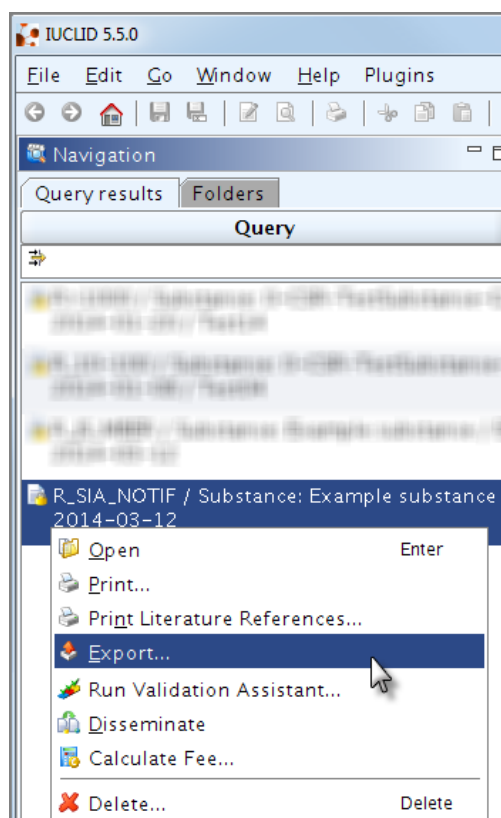 IUCLID 5.5.0
File Edit Go Window Help Plugins
Navigation
Query results Folders
Query
R_SIA_NOTIF / Substance: Example substance
2014-03-12
Open Enter
Print...
Print Literature References...
Export...
Run Validation Assistant...
Disseminate
Calculate Fee...
Delete... Delete